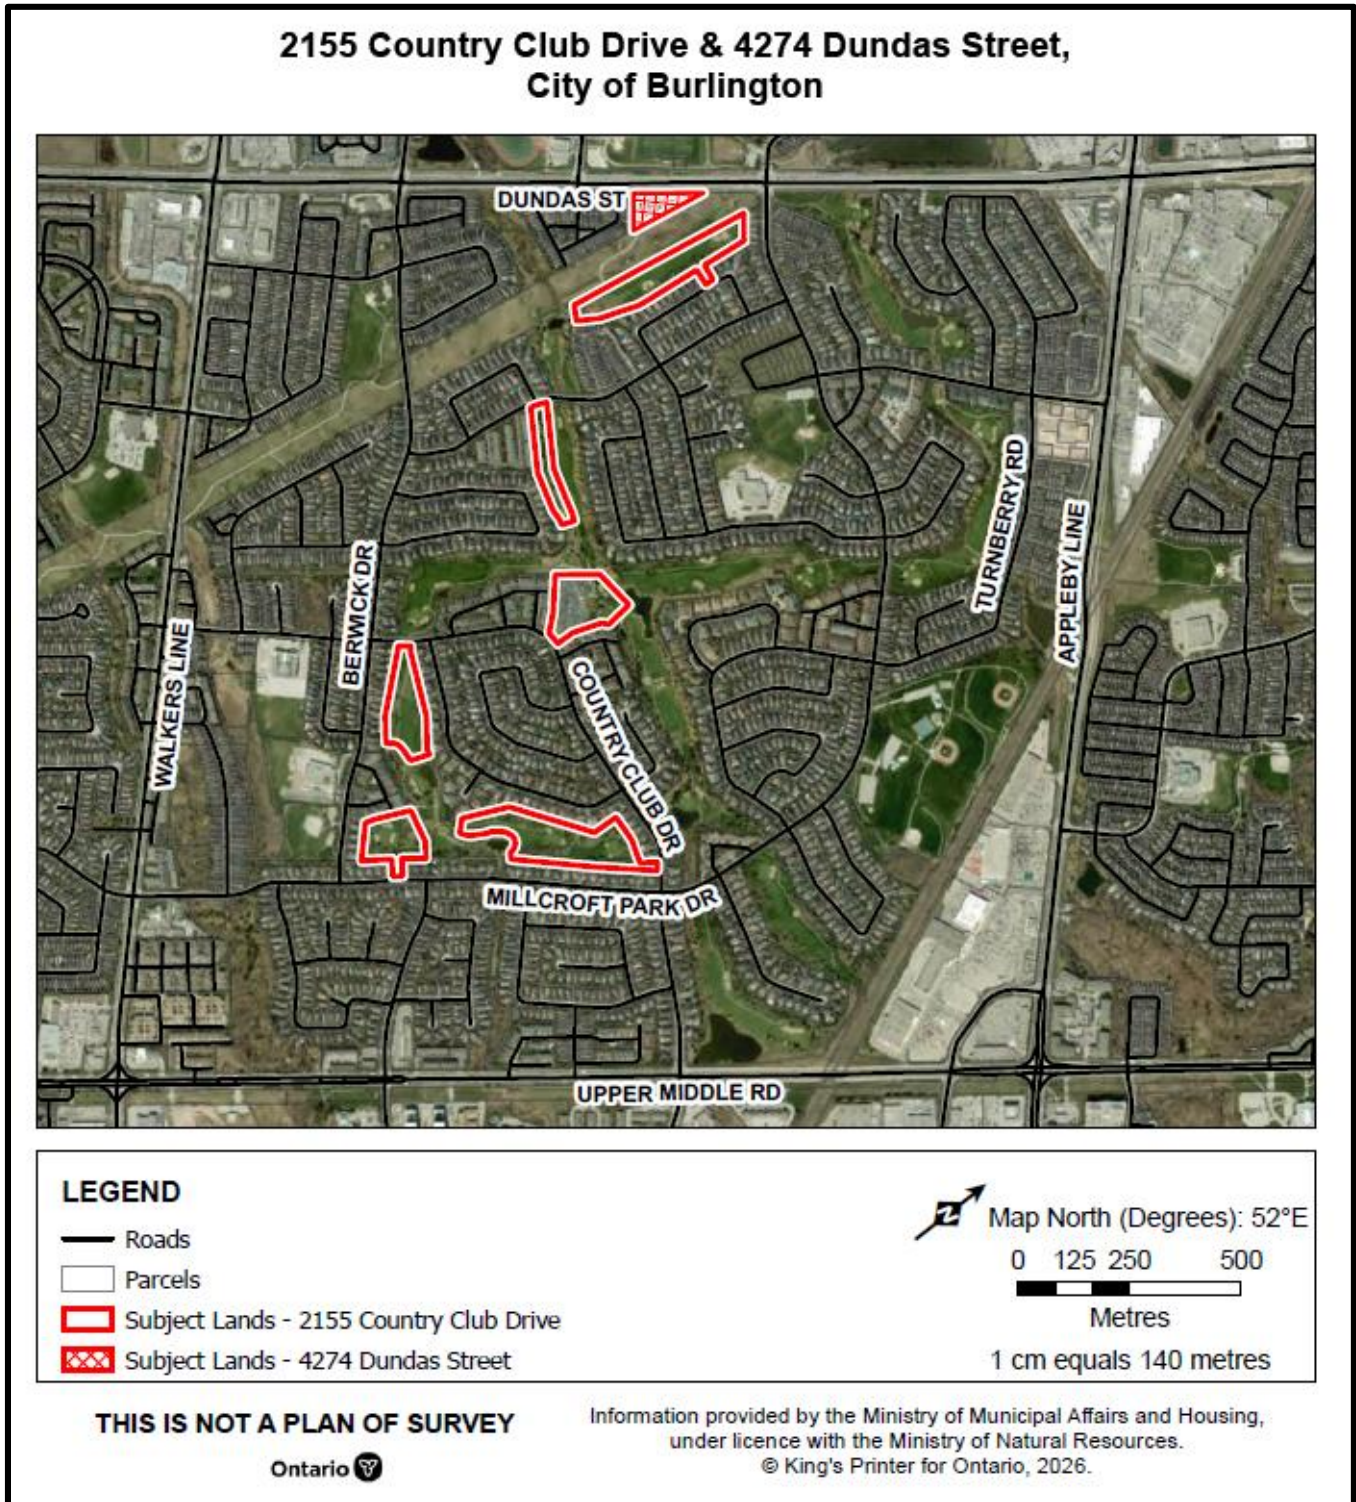 2155 Country Club Drive & 4274 Dundas Street,
City of Burlington
DUNDAS ST
TURNBERRY RD
APPLEBY LINE
BERWICK DR
WALKERS LINE
COUNTRY CLUB DR
MILLCROFT PARK DR
UPPER MIDDLE RD
LEGEND
Roads
Parcels
Subject Lands - 2155 Country Club Drive
Subject Lands - 4274 Dundas Street
N
Map North (Degrees): 52°E
0 125 250 500
Metres
1 cm equals 140 metres
THIS IS NOT A PLAN OF SURVEY
Ontario
Information provided by the Ministry of Municipal Affairs and Housing,
under licence with the Ministry of Natural Resources.
© King's Printer for Ontario, 2026.